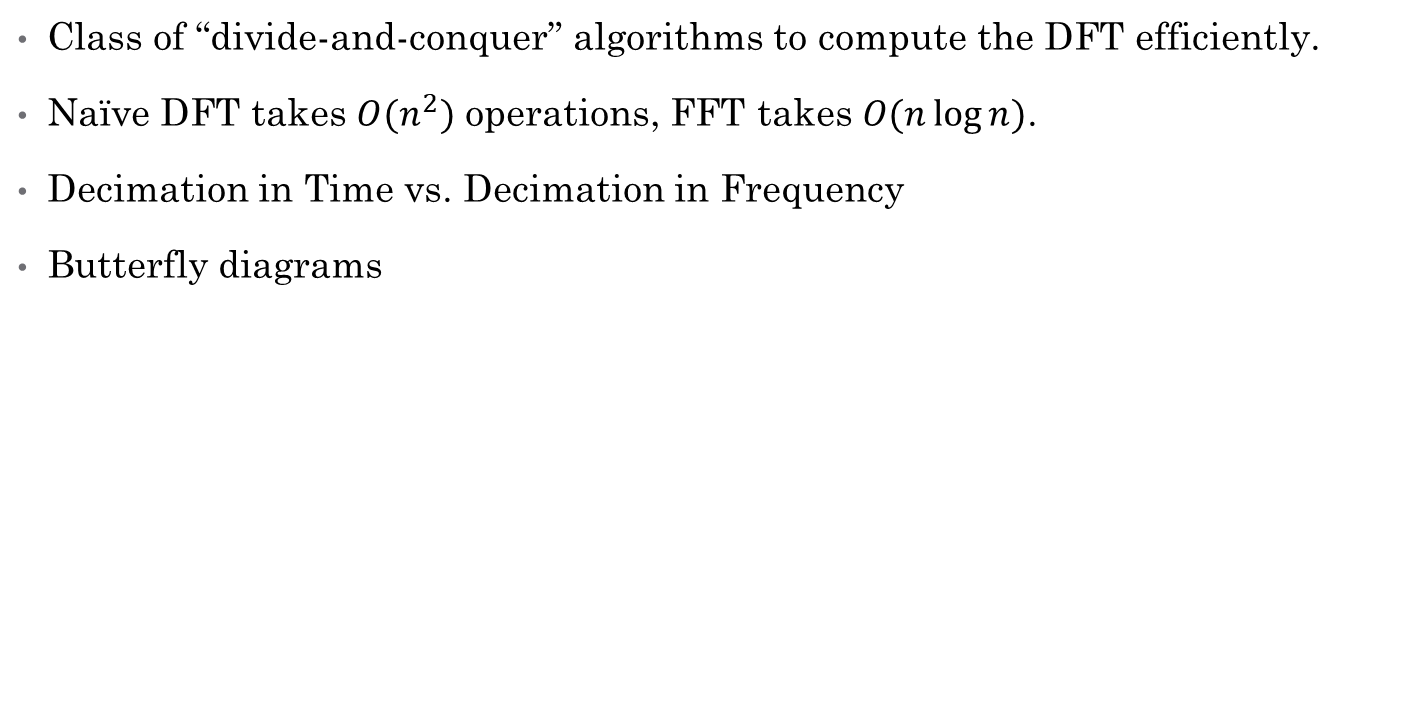 • Class of “divide-and-conquer” algorithms to compute the DFT efficiently.
• Naïve DFT takes O(n²) operations, FFT takes O(n log n).
• Decimation in Time vs. Decimation in Frequency
• Butterfly diagrams